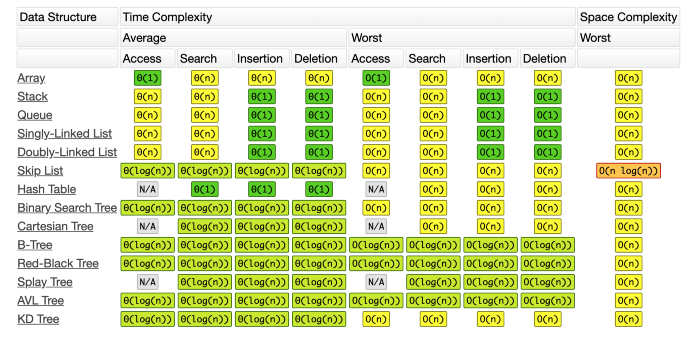 Data Structure Time Complexity Space Complexity
Average Worst Worst
Access Search Insertion Deletion Access Search Insertion Deletion
Array Θ(1) Θ(n) Θ(n) Θ(n) O(1) O(n) O(n) O(n) O(n)
Stack Θ(n) Θ(n) Θ(1) Θ(1) O(n) O(n) O(1) O(1) O(n)
Queue Θ(n) Θ(n) Θ(1) Θ(1) O(n) O(n) O(1) O(1) O(n)
Singly-Linked List Θ(n) Θ(n) Θ(1) Θ(1) O(n) O(n) O(1) O(1) O(n)
Doubly-Linked List Θ(n) Θ(n) Θ(1) Θ(1) O(n) O(n) O(1) O(1) O(n)
Skip List Θ(log(n)) Θ(log(n)) Θ(log(n)) Θ(log(n)) O(n) O(n) O(n) O(n) O(n log(n))
Hash Table N/A Θ(1) Θ(1) Θ(1) N/A O(n) O(n) O(n) O(n)
Binary Search Tree Θ(log(n)) Θ(log(n)) Θ(log(n)) Θ(log(n)) O(n) O(n) O(n) O(n) O(n)
Cartesian Tree N/A Θ(log(n)) Θ(log(n)) Θ(log(n)) N/A O(n) O(n) O(n) O(n)
B-Tree Θ(log(n)) Θ(log(n)) Θ(log(n)) Θ(log(n)) O(log(n)) O(log(n)) O(log(n)) O(log(n)) O(n)
Red-Black Tree Θ(log(n)) Θ(log(n)) Θ(log(n)) Θ(log(n)) O(log(n)) O(log(n)) O(log(n)) O(log(n)) O(n)
Splay Tree N/A Θ(log(n)) Θ(log(n)) Θ(log(n)) N/A O(log(n)) O(log(n)) O(log(n)) O(n)
AVL Tree Θ(log(n)) Θ(log(n)) Θ(log(n)) Θ(log(n)) O(log(n)) O(log(n)) O(log(n)) O(log(n)) O(n)
KD Tree Θ(log(n)) Θ(log(n)) Θ(log(n)) Θ(log(n)) O(n) O(n) O(n) O(n) O(n)